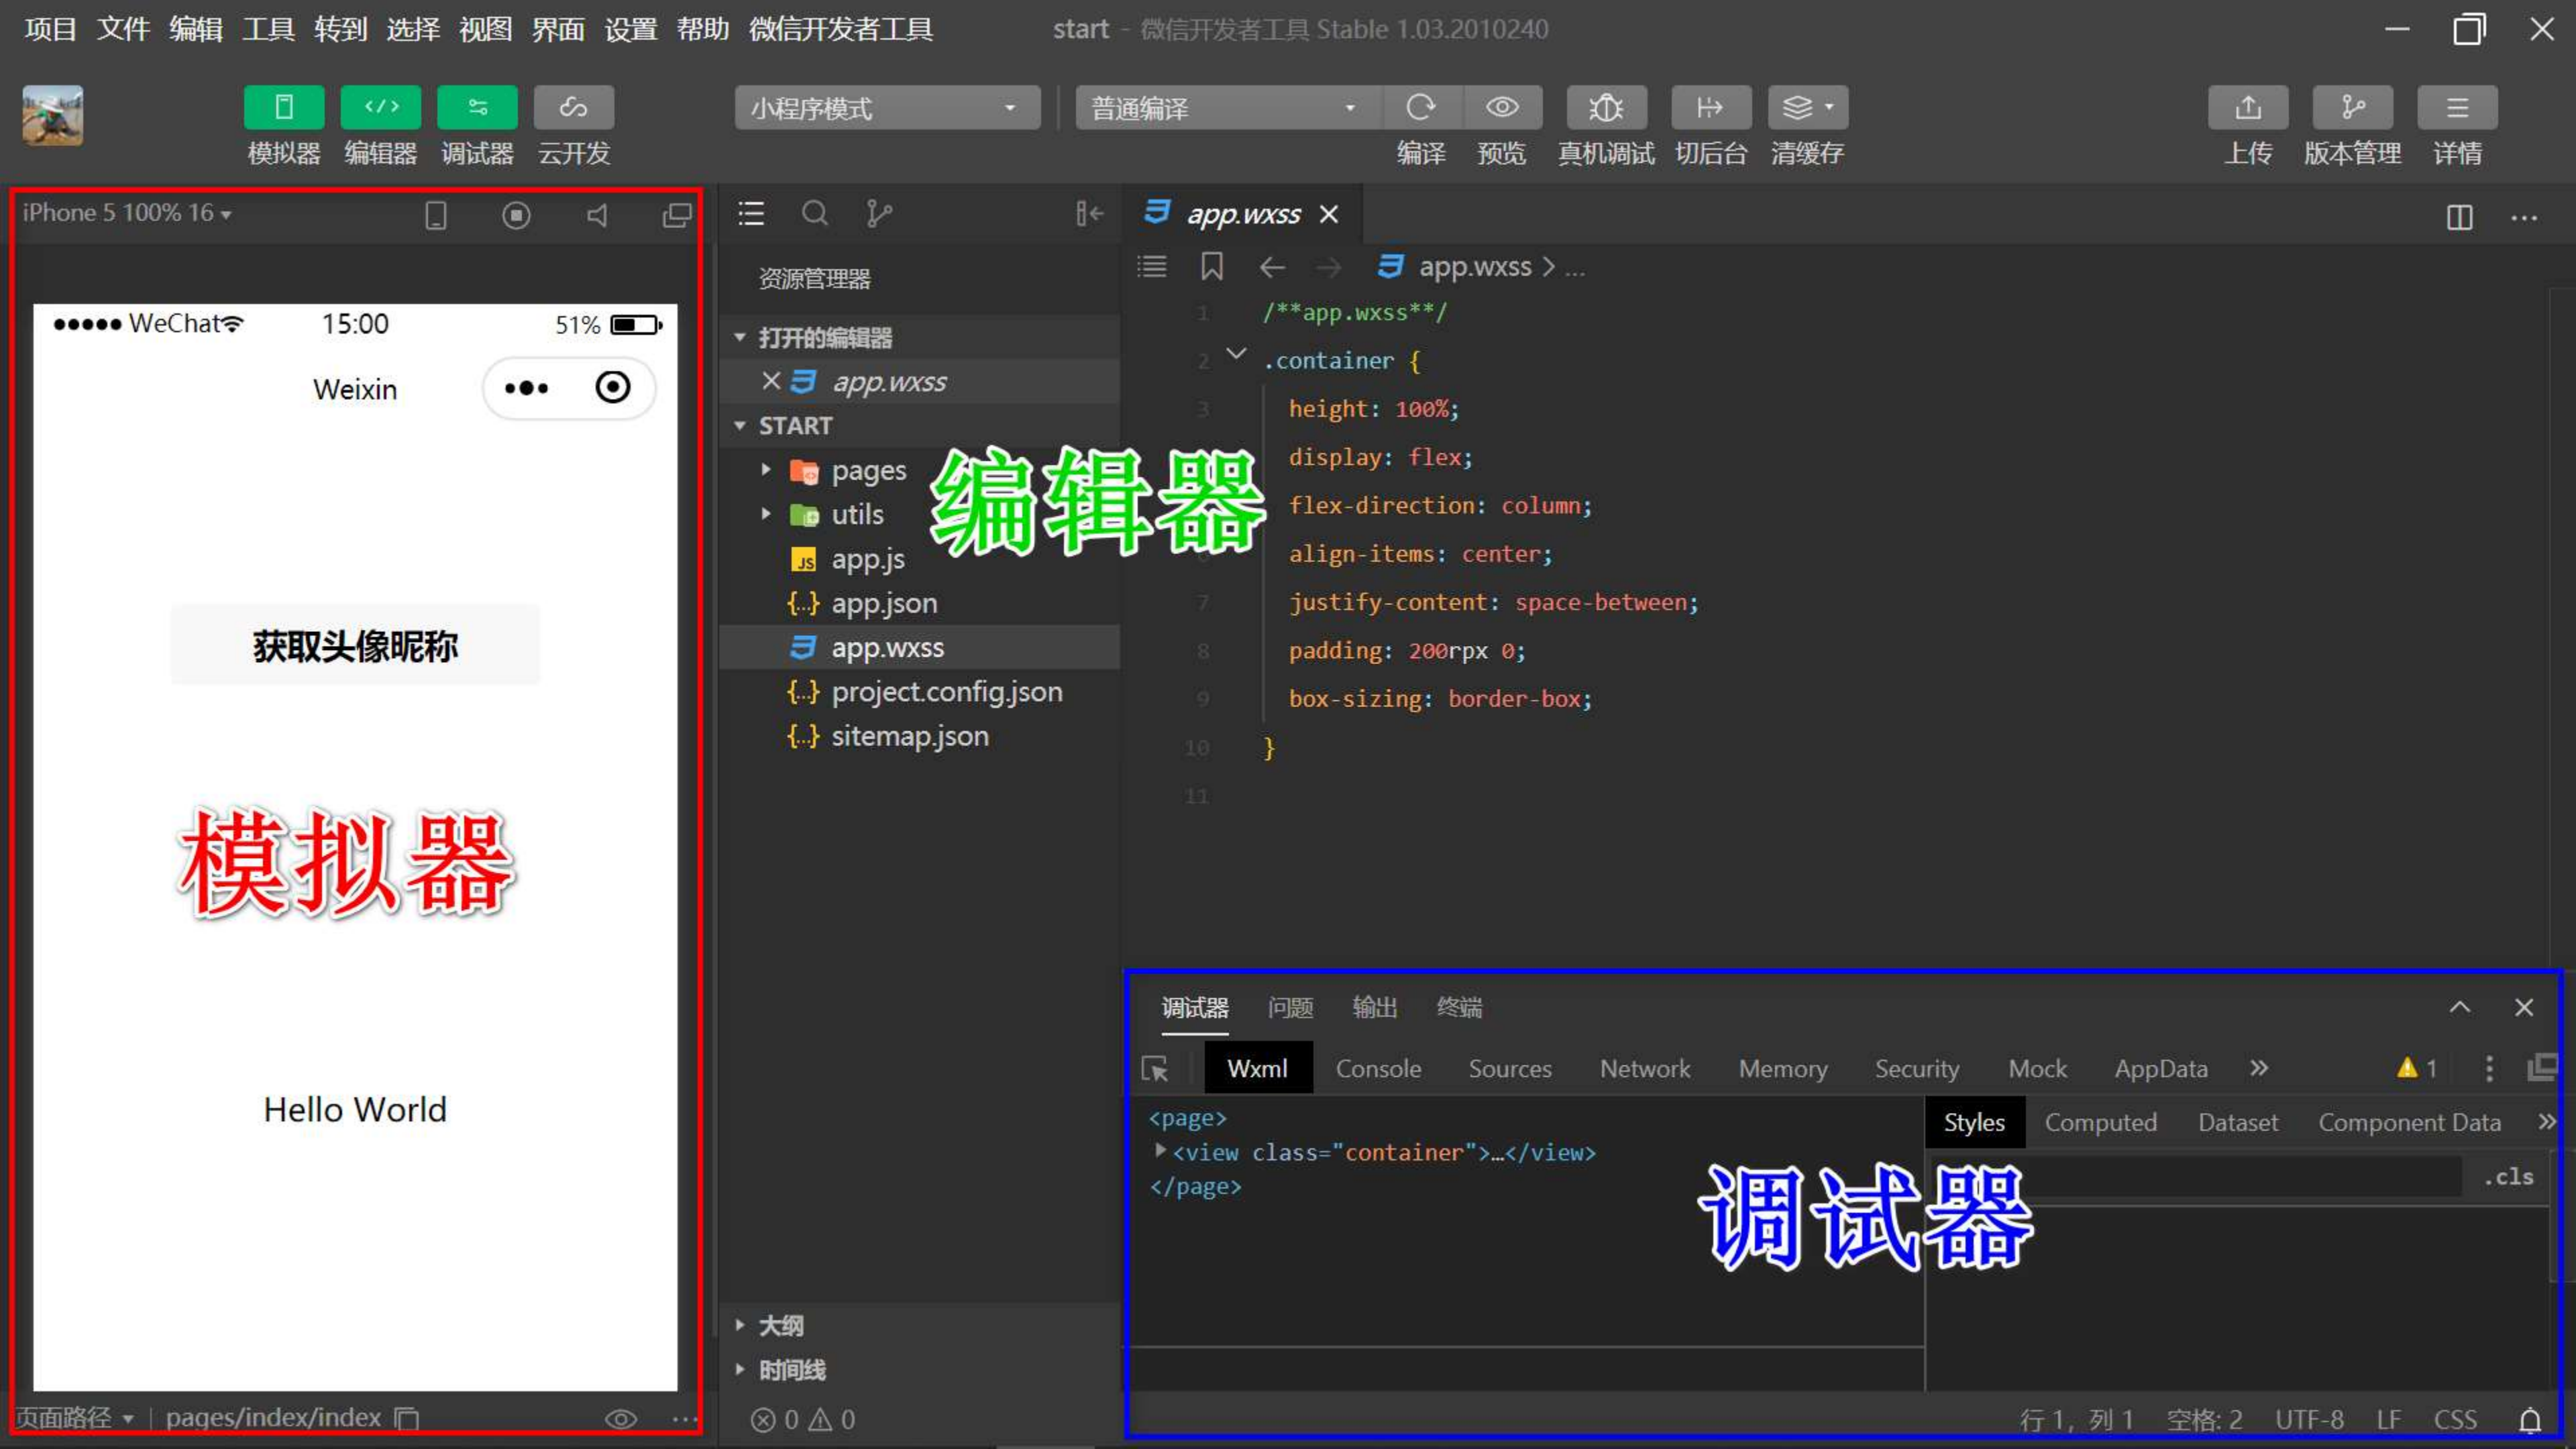 项目 文件 编辑 工具 转到 选择 视图 界面 设置 帮助 微信开发者工具
start - 微信开发者工具 Stable 1.03.2010240
模拟器 编辑器 调试器 云开发
小程序模式
普通编译
编译 预览 真机调试 切后台 清缓存
上传 版本管理 详情
iPhone 5 100% 16
WeChat 15:00 51%
Weixin
获取头像昵称
模拟器
Hello World
页面路径 | pages/index/index
资源管理器
打开的编辑器
app.wxss
START
pages
utils
JS app.js
{..} app.json
app.wxss
{..} project.config.json
{..} sitemap.json
编辑器
大纲
时间线
0 0
app.wxss
app.wxss > ...
1 /**app.wxss**/
2 .container {
3 height: 100%;
display: flex;
flex-direction: column;
align-items: center;
7 justify-content: space-between;
8 padding: 200rpx 0;
9 box-sizing: border-box;
10 }
11
调试器 问题 输出 终端
Wxml Console Sources Network Memory Security Mock AppData » 1
<page>
<view class="container">…</view>
</page>
Styles Computed Dataset Component Data »
.cls
调试器
行 1，列 1 空格: 2 UTF-8 LF CSS